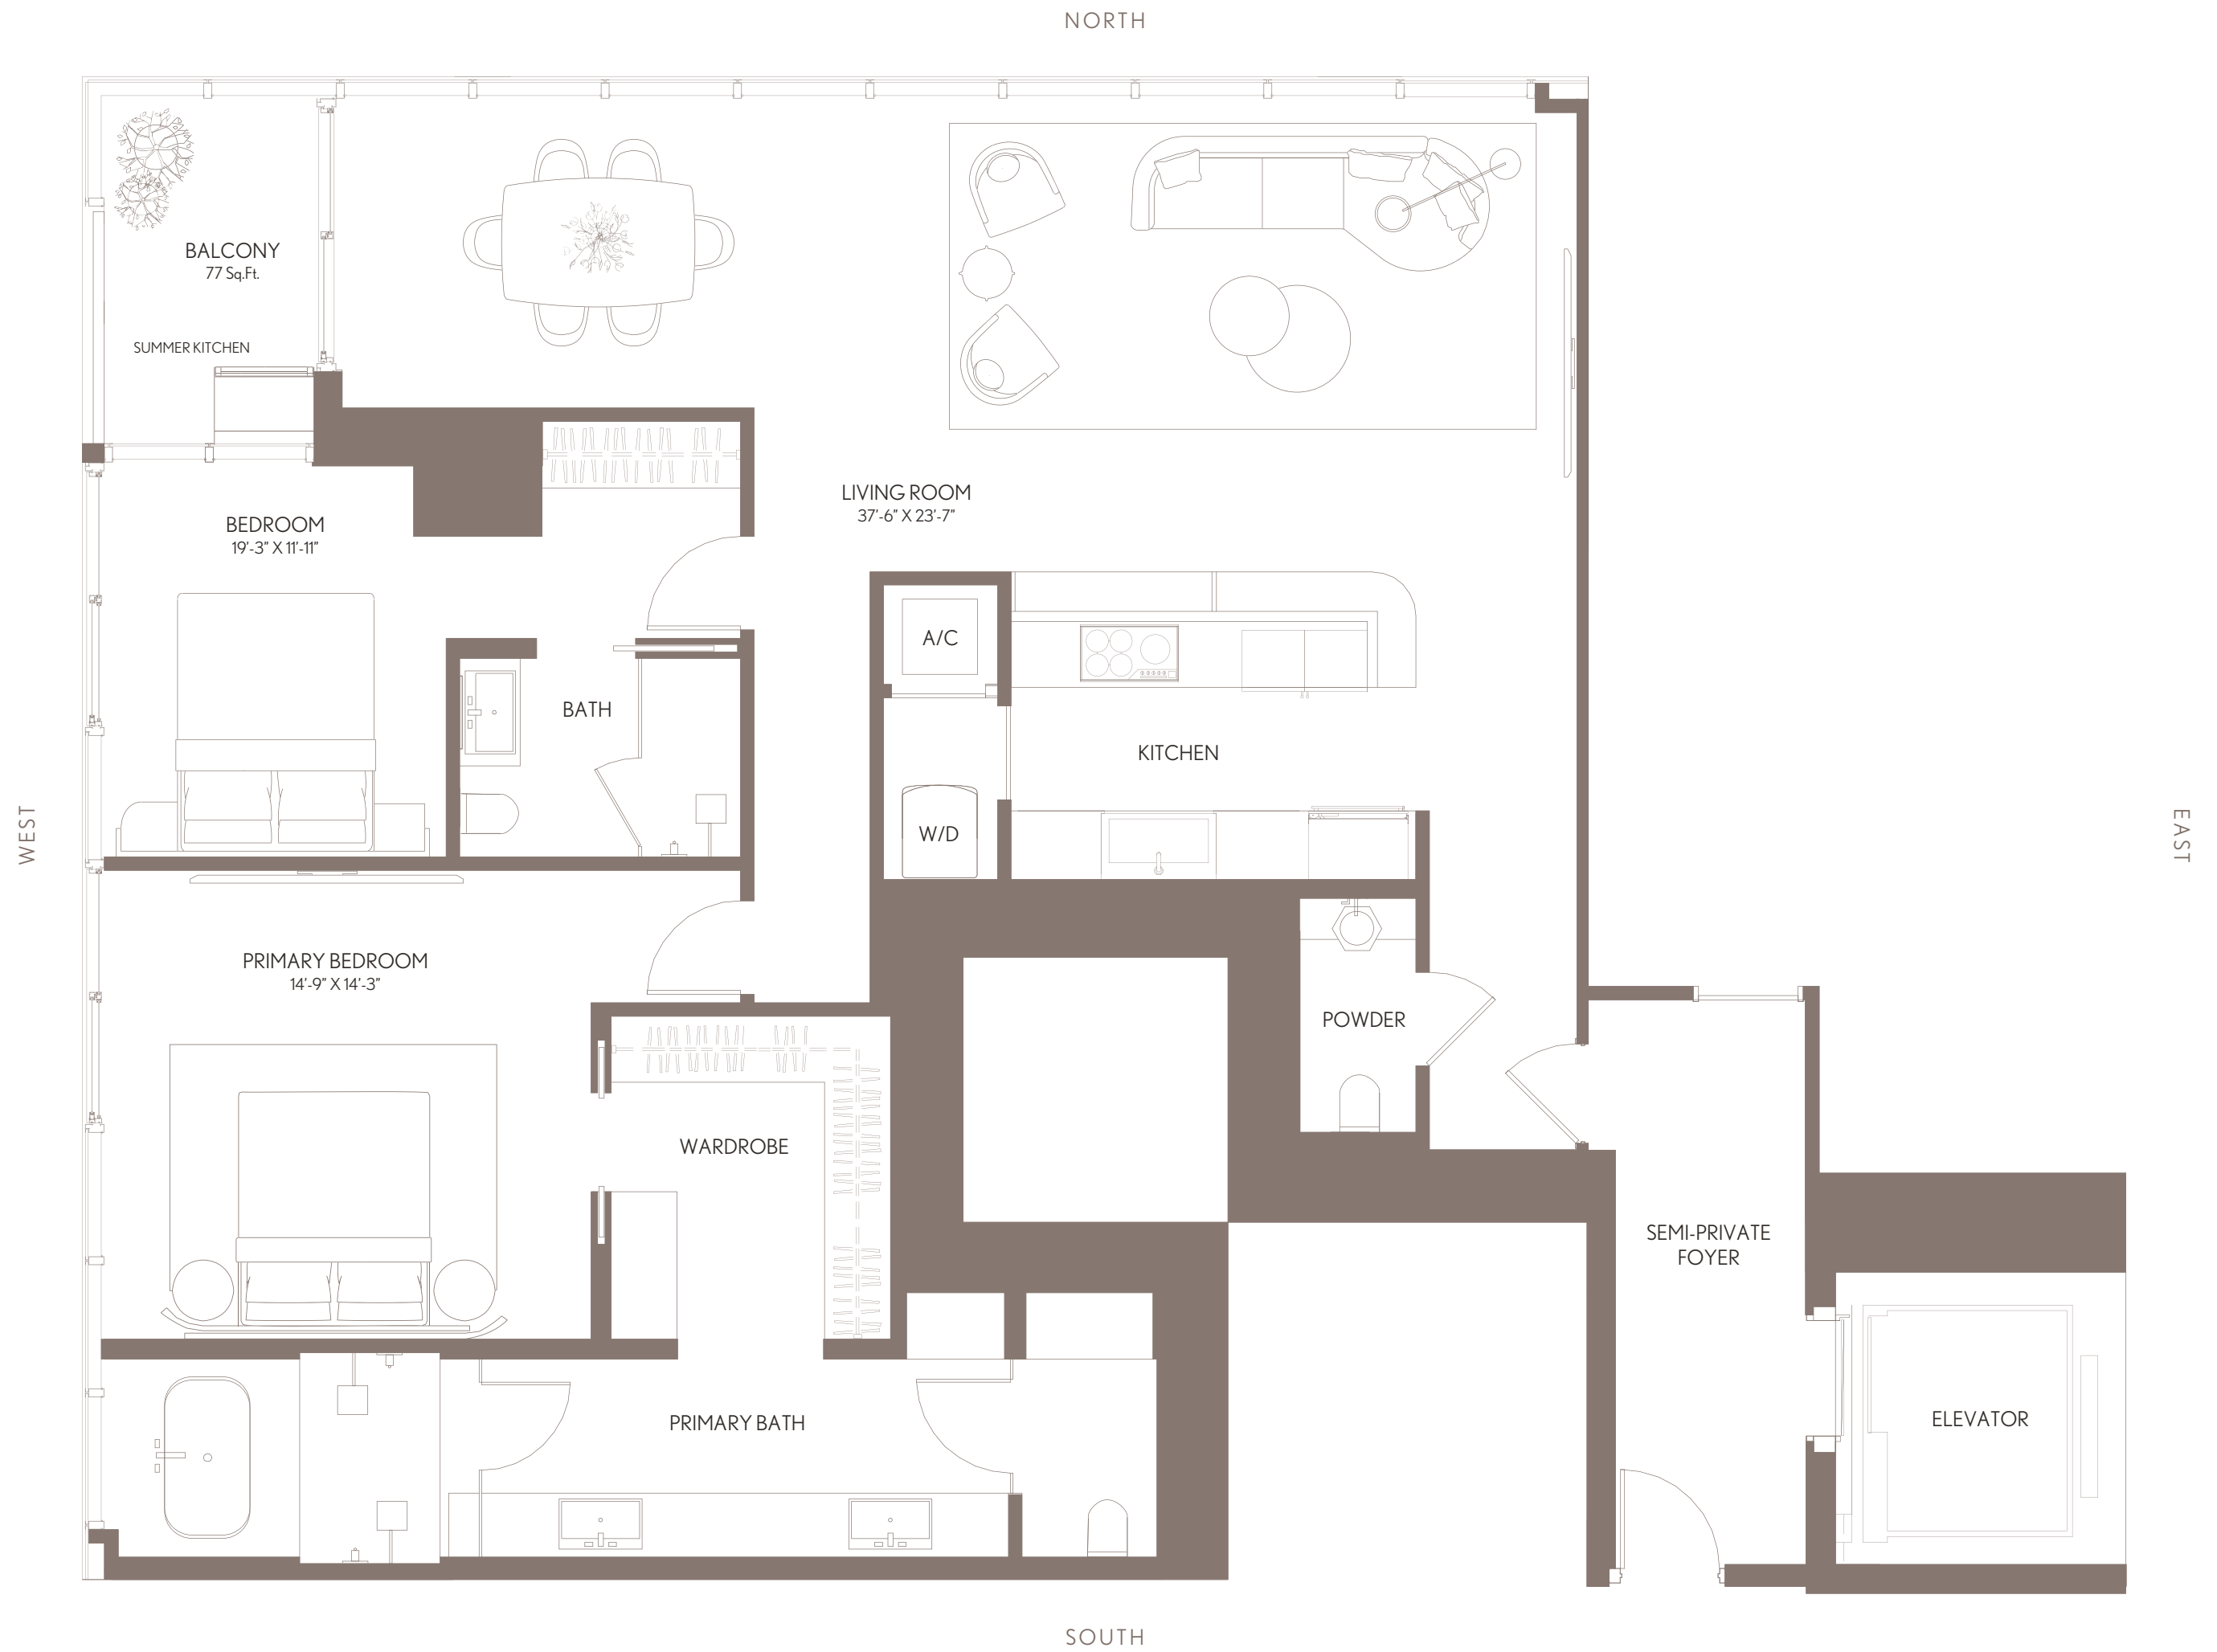 NORTH
BALCONY
77 Sq.Ft.
SUMMER KITCHEN
LIVING ROOM
37'-6" X 23'-7"
BEDROOM
19'-3" X 11'-11"
A/C
BATH
KITCHEN
WEST
W/D
EAST
PRIMARY BEDROOM
14'-9" X 14'-3"
POWDER
WARDROBE
SEMI-PRIVATE
FOYER
PRIMARY BATH
ELEVATOR
SOUTH